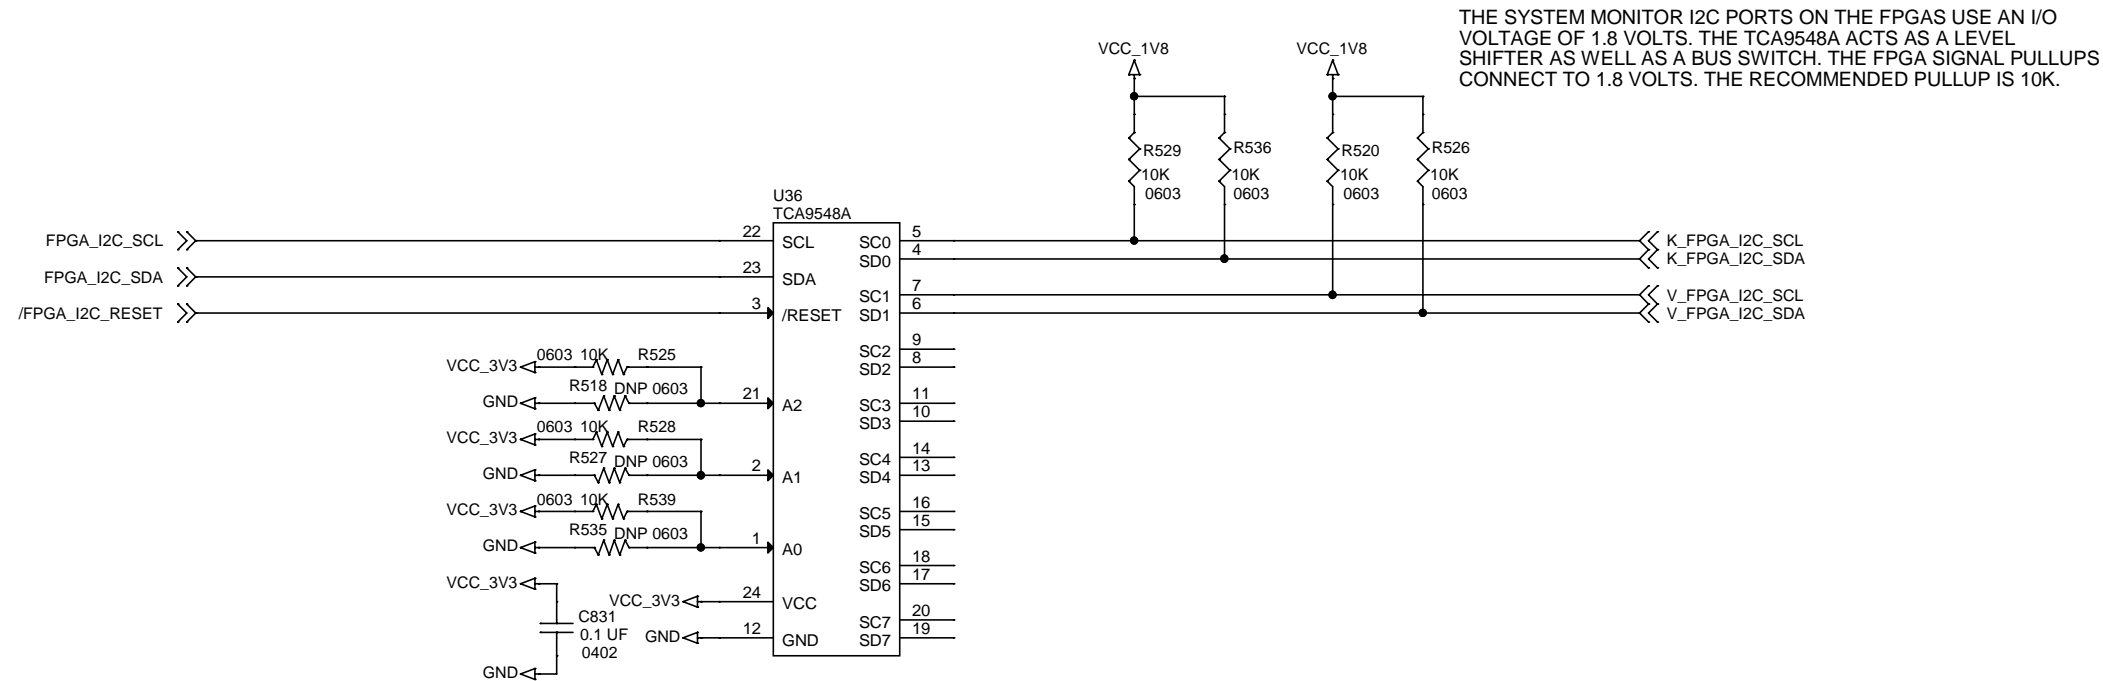 THE SYSTEM MONITOR I2C PORTS ON THE FPGAS USE AN I/O
VOLTAGE OF 1.8 VOLTS. THE TCA9548A ACTS AS A LEVEL
SHIFTER AS WELL AS A BUS SWITCH. THE FPGA SIGNAL PULLUPS
CONNECT TO 1.8 VOLTS. THE RECOMMENDED PULLUP IS 10K.
VCC_1V8 VCC_1V8
R529 R536 R520 R526
10K 10K 10K 10K
0603 0603 0603 0603
U36
TCA9548A
FPGA_I2C_SCL 22 SCL SC0 5 K_FPGA_I2C_SCL
SD0 4 K_FPGA_I2C_SDA
FPGA_I2C_SDA 23 SDA
SC1 7 V_FPGA_I2C_SCL
/FPGA_I2C_RESET 3 /RESET SD1 6 V_FPGA_I2C_SDA
SC2 9
0603 10K R525
VCC_3V3 SD2 8
R518 DNP 0603
GND 21 A2 SC3 11
SD3 10
0603 10K R528
VCC_3V3
R527 DNP 0603 SC4 14
GND 2 A1 SD4 13
0603 10K R539
VCC_3V3 SC5 16
R535 DNP 0603 SD5 15
GND 1 A0
SC6 18
VCC_3V3 SD6 17
VCC_3V3 24 VCC
C831 SC7 20
0.1 UF GND 12 GND SD7 19
0402
GND